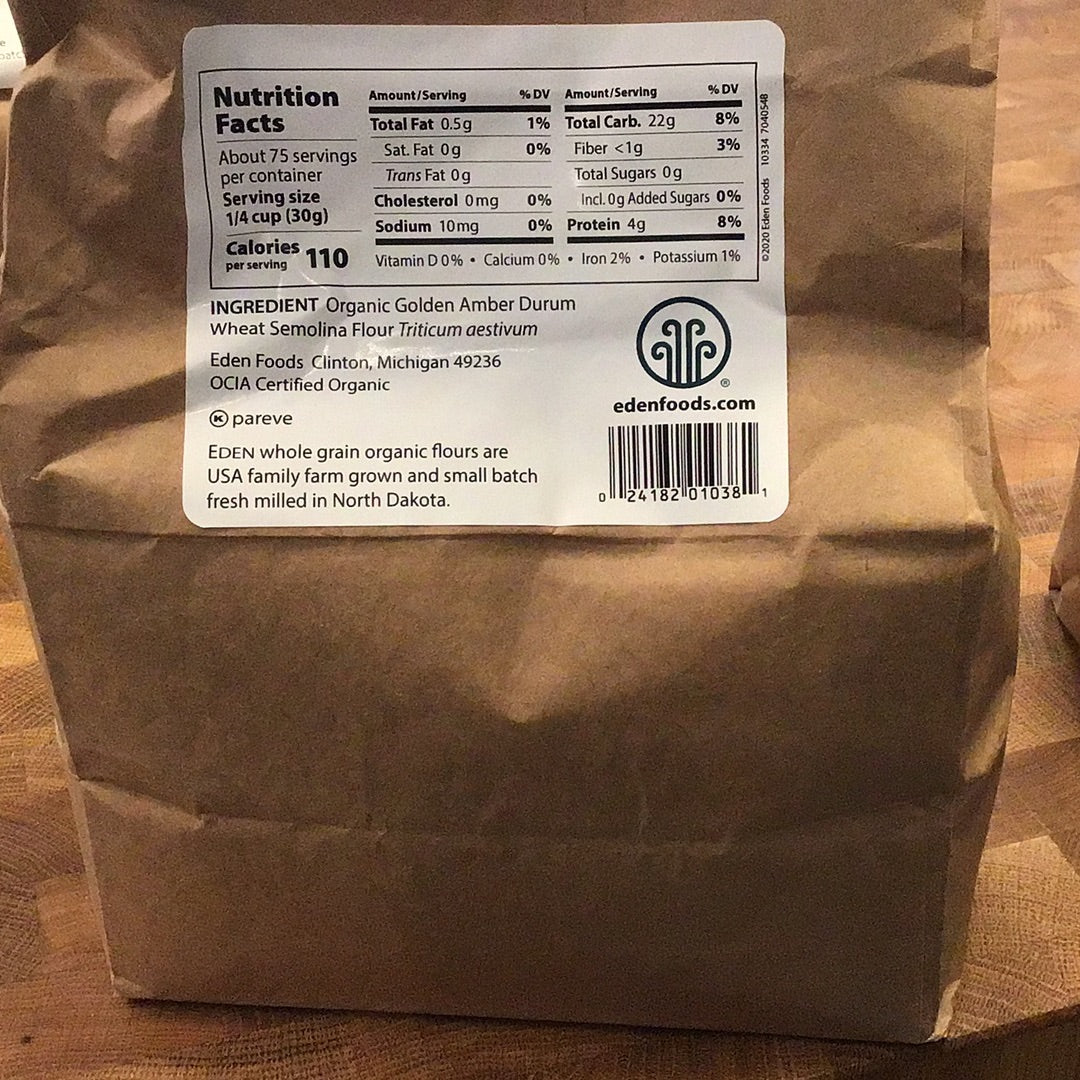 Nutrition
Facts
About 75 servings
per container
Serving size
1/4 cup (30g)
Calories
per serving 110
Amount/Serving % DV
Total Fat 0.5g 1%
Sat. Fat 0g 0%
Trans Fat 0g
Cholesterol 0mg 0%
Sodium 10mg 0%
Amount/Serving % DV
Total Carb. 22g 8%
Fiber <1g 3%
Total Sugars 0g
Incl. 0g Added Sugars 0%
Protein 4g 8%
Vitamin D 0% • Calcium 0% • Iron 2% • Potassium 1%
©2020 Eden Foods 10334 7040548
INGREDIENT Organic Golden Amber Durum
Wheat Semolina Flour Triticum aestivum
Eden Foods Clinton, Michigan 49236
OCIA Certified Organic
K pareve
EDEN whole grain organic flours are
USA family farm grown and small batch
fresh milled in North Dakota.
®
edenfoods.com
0 24182 01038 1